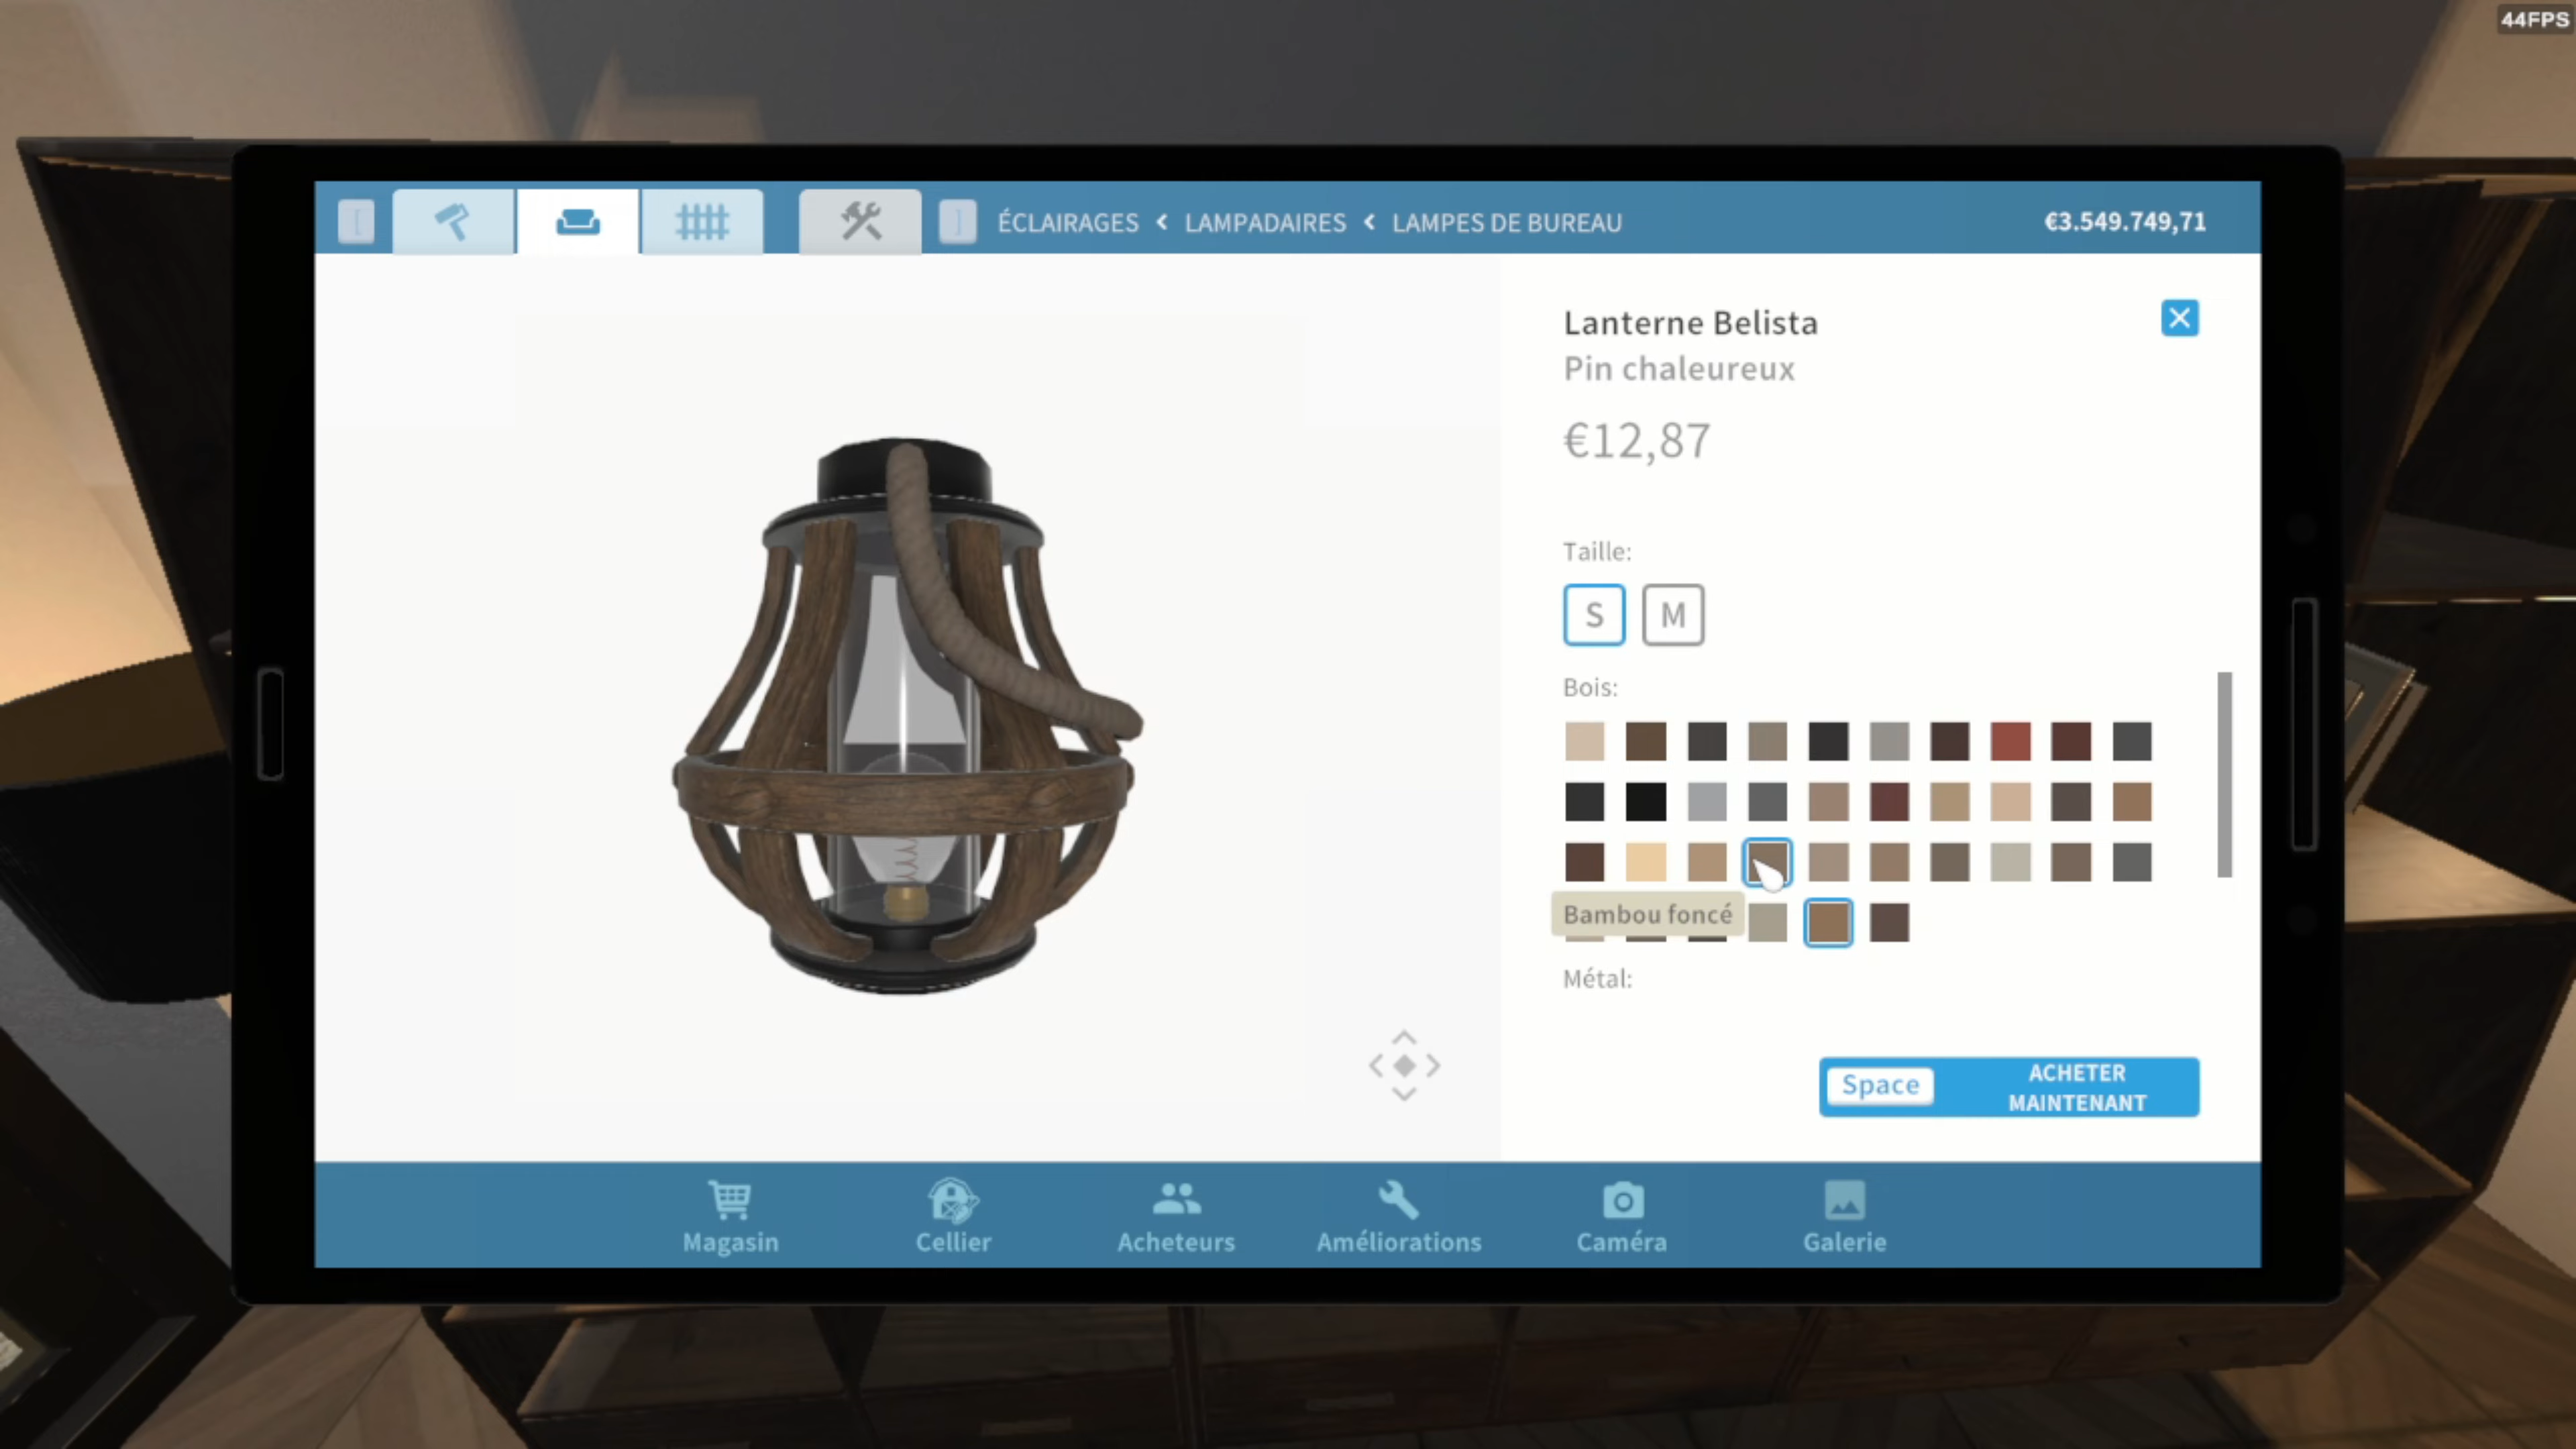 44FPS
[
]
ÉCLAIRAGES < LAMPADAIRES < LAMPES DE BUREAU
€3.549.749,71
Lanterne Belista
Pin chaleureux
€12,87
Taille:
S M
Bois:
Bambou foncé
Métal:
Space
ACHETER
MAINTENANT
Magasin
Cellier
Acheteurs
Améliorations
Caméra
Galerie